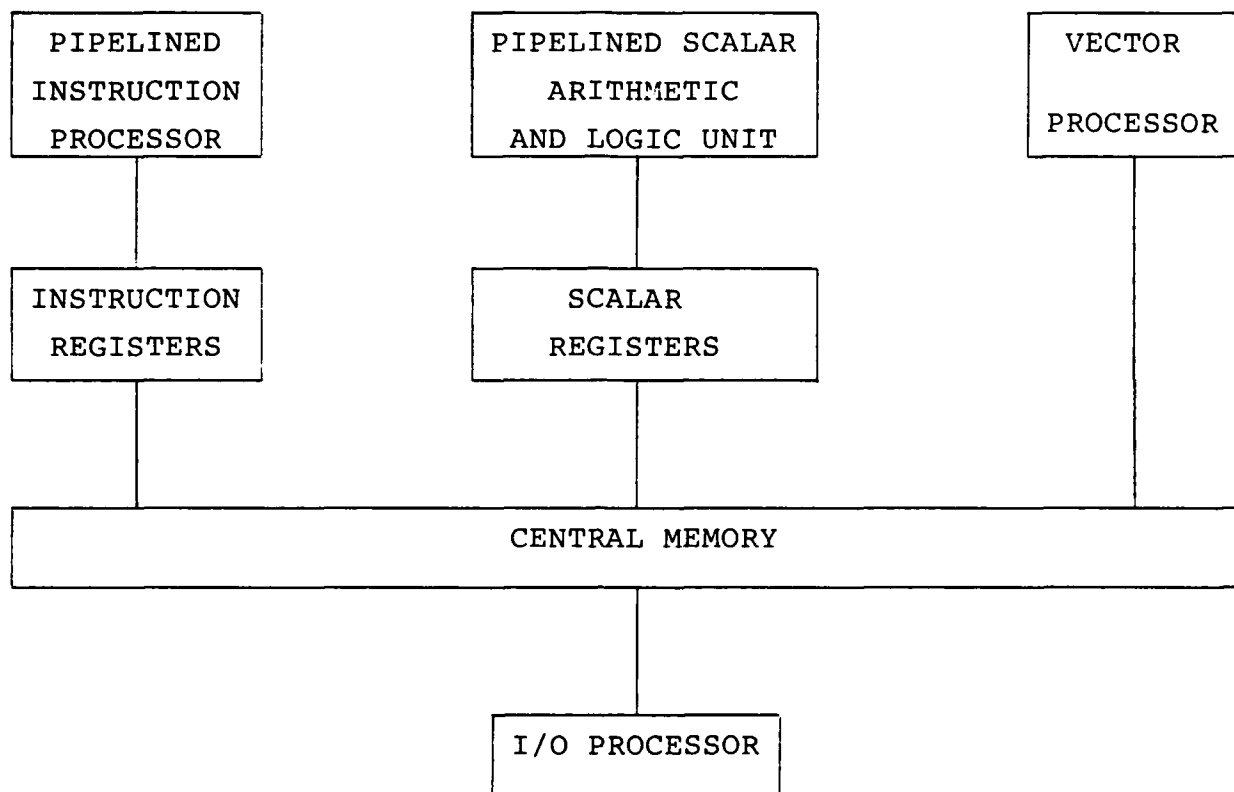 PIPELINED
INSTRUCTION
PROCESSOR
PIPELINED SCALAR
ARITHMETIC
AND LOGIC UNIT
VECTOR
PROCESSOR
INSTRUCTION
REGISTERS
SCALAR
REGISTERS
CENTRAL MEMORY
I/O PROCESSOR